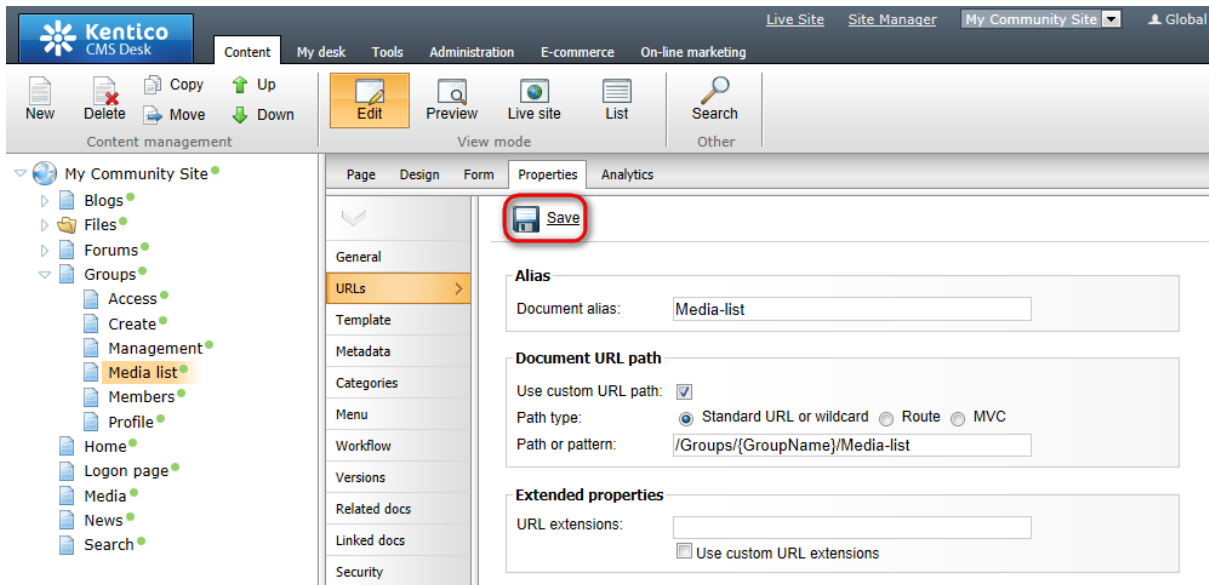 Live Site Site Manager My Community Site Global
Kentico
CMS Desk
Content My desk Tools Administration E-commerce On-line marketing
New Delete Copy Move Up Down
Edit Preview Live site List
Search
Content management View mode Other
My Community Site
Blogs
Files
Forums
Groups
Access
Create
Management
Media list
Members
Profile
Home
Logon page
Media
News
Search
Page Design Form Properties Analytics
Save
General
URLs
Template
Metadata
Categories
Menu
Workflow
Versions
Related docs
Linked docs
Security
Alias
Document alias: Media-list
Document URL path
Use custom URL path:
Path type: Standard URL or wildcard Route MVC
Path or pattern: /Groups/{GroupName}/Media-list
Extended properties
URL extensions:
Use custom URL extensions